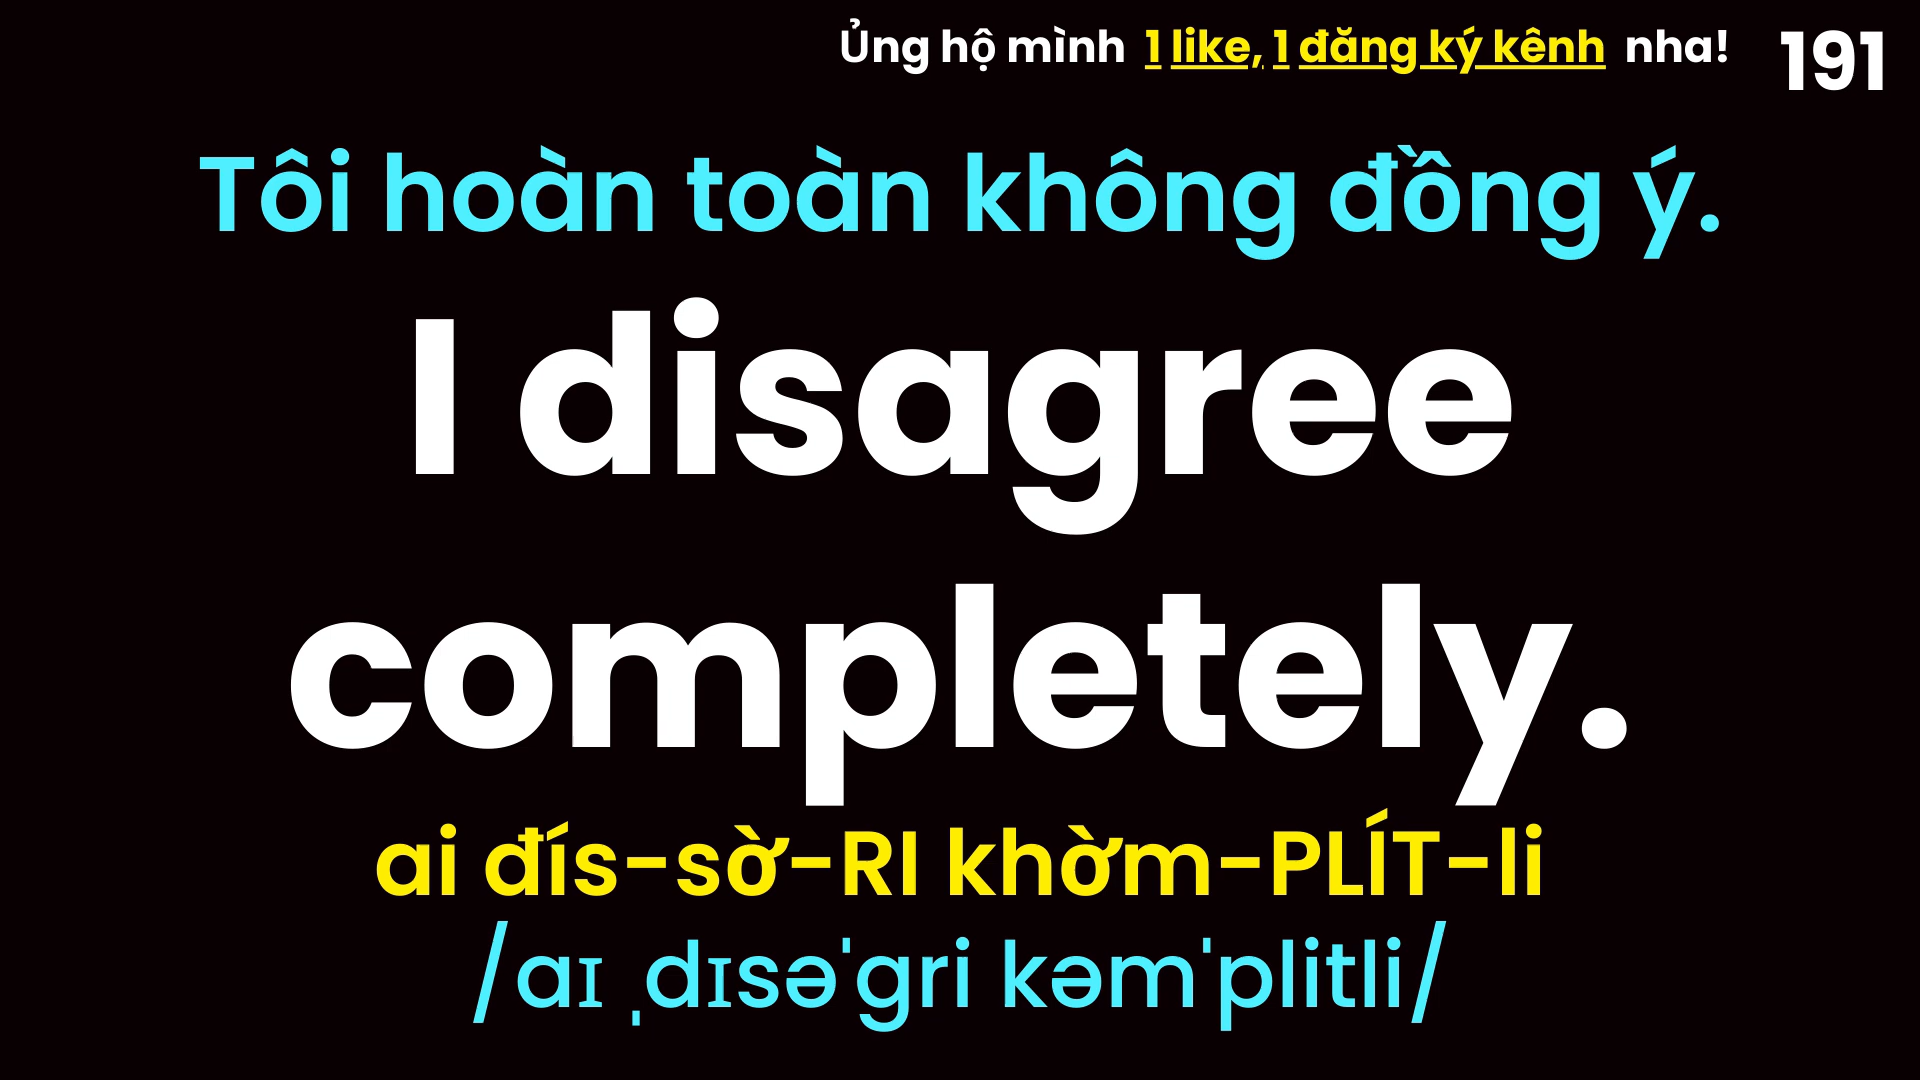 Ủng hộ mình 1 like, 1 đăng ký kênh nha!
191
Tôi hoàn toàn không đồng ý.
I disagree
completely.
ai đís-sờ-RI khờm-PLÍT-li
/aɪ ˌdɪsəˈgri kəmˈplitli/